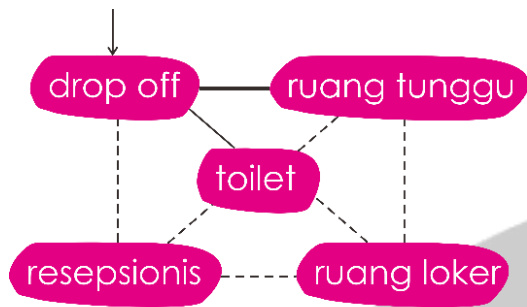 drop off
ruang tunggu
toilet
resepsionis
ruang loker